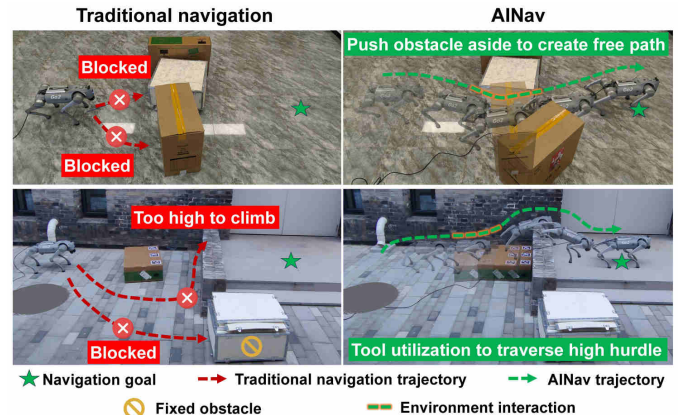 Traditional navigation
AINav
Push obstacle aside to create free path
Blocked
Blocked
Too high to climb
Blocked
Tool utilization to traverse high hurdle
Navigation goal
Traditional navigation trajectory
AINav trajectory
Fixed obstacle
Environment interaction